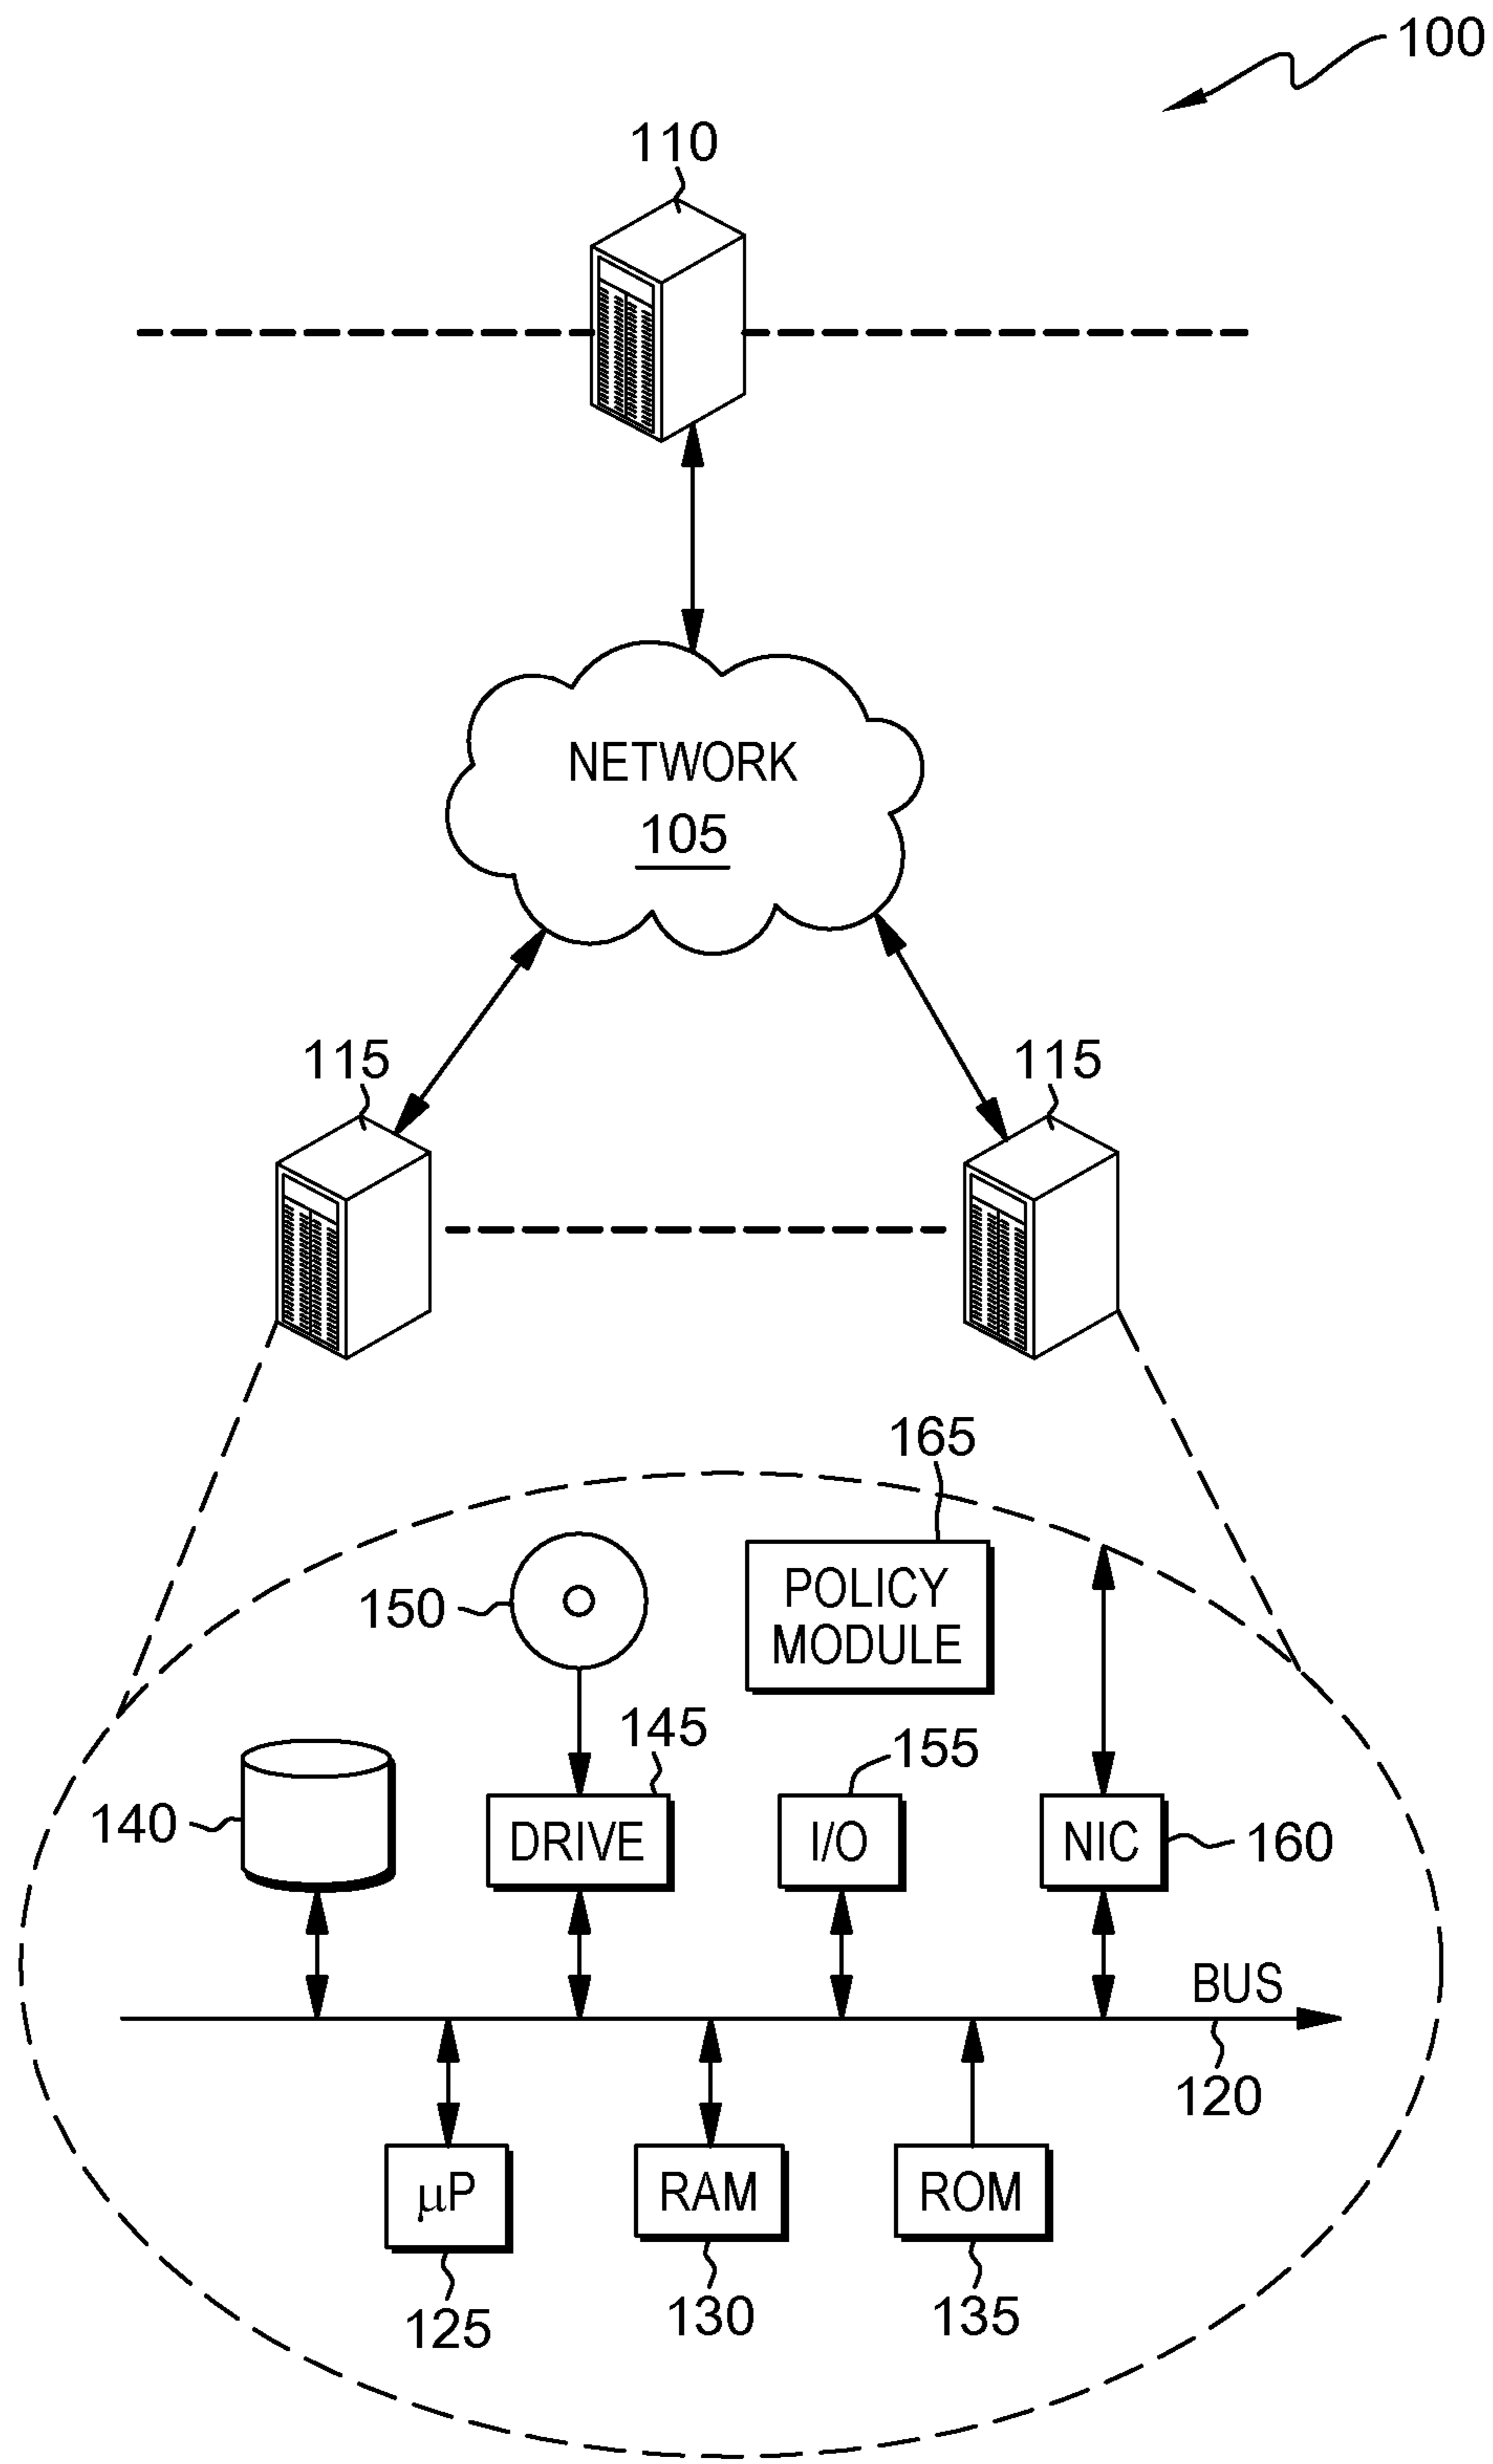 100
110
NETWORK
105
115
115
165
150
POLICY
MODULE
145
155
140
DRIVE
I/O
NIC
160
BUS
120
µP
RAM
ROM
125
130
135